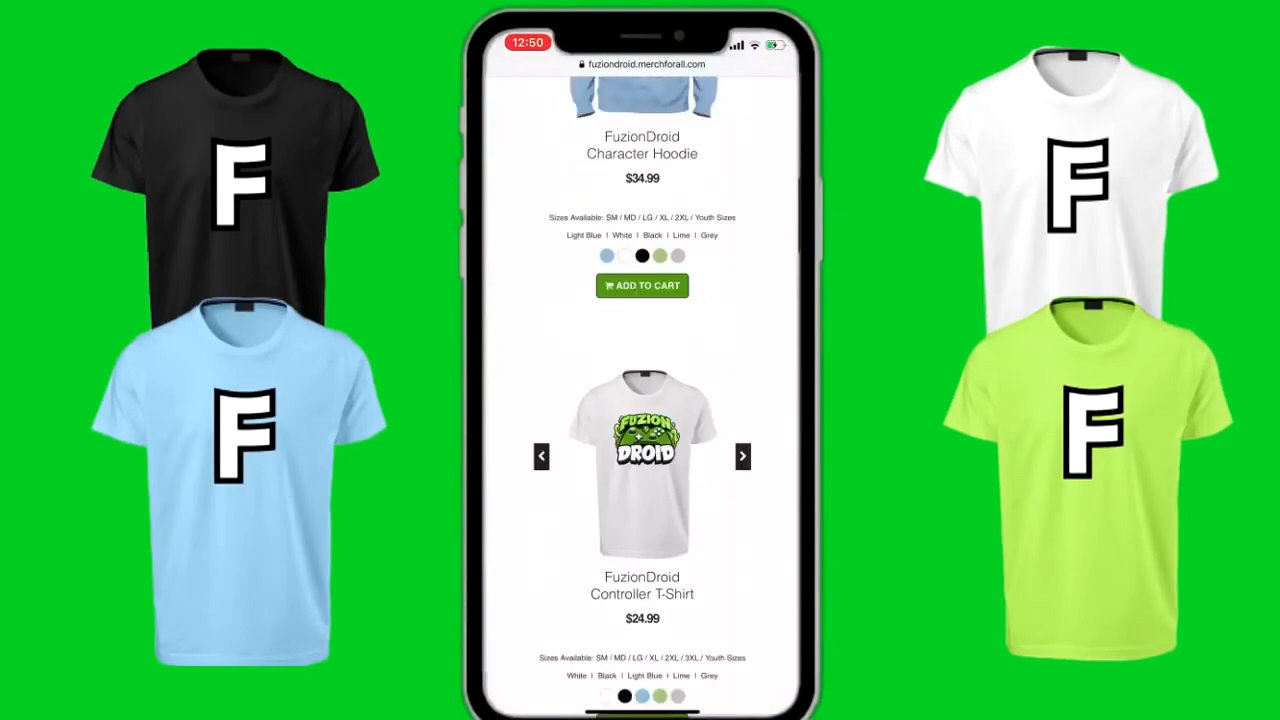 12:50
fuziondroid.merchforall.com
FuzionDroid
Character Hoodie
$34.99
Sizes Available: SM / MD / LG / XL / 2XL / Youth Sizes
Light Blue | White | Black | Lime | Grey
ADD TO CART
FUZION
DROID
FuzionDroid
Controller T-Shirt
$24.99
Sizes Available: SM / MD / LG / XL / 2XL / 3XL / Youth Sizes
White | Black | Light Blue | Lime | Grey
F
F
F
F